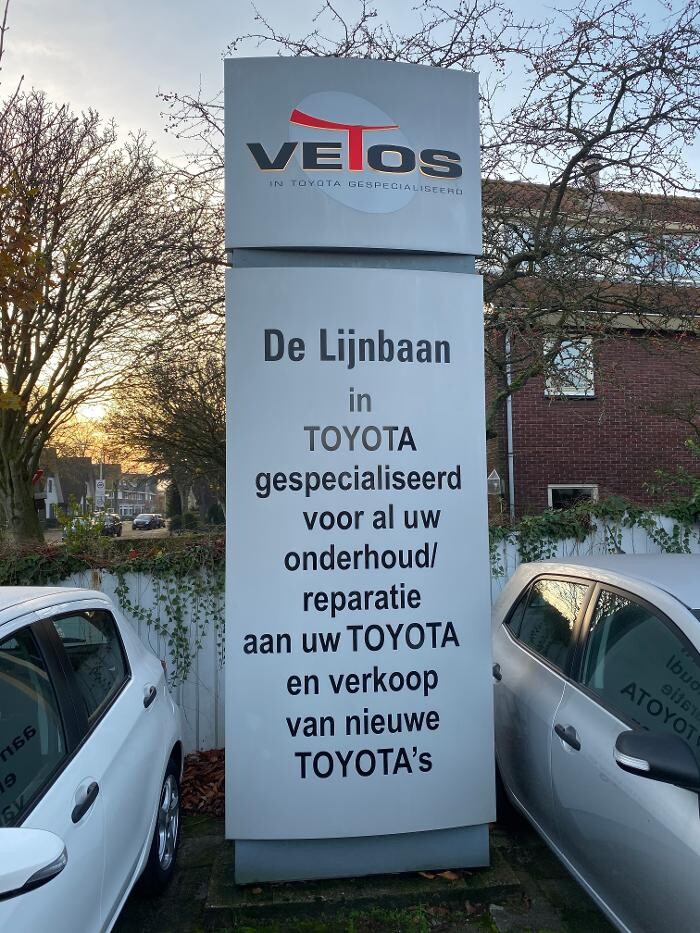 VETOS
IN TOYOTA GESPECIALISEERD
De Lijnbaan
in
TOYOTA
gespecialiseerd
voor al uw
onderhoud/
reparatie
aan uw TOYOTA
en verkoop
van nieuwe
TOYOTA's